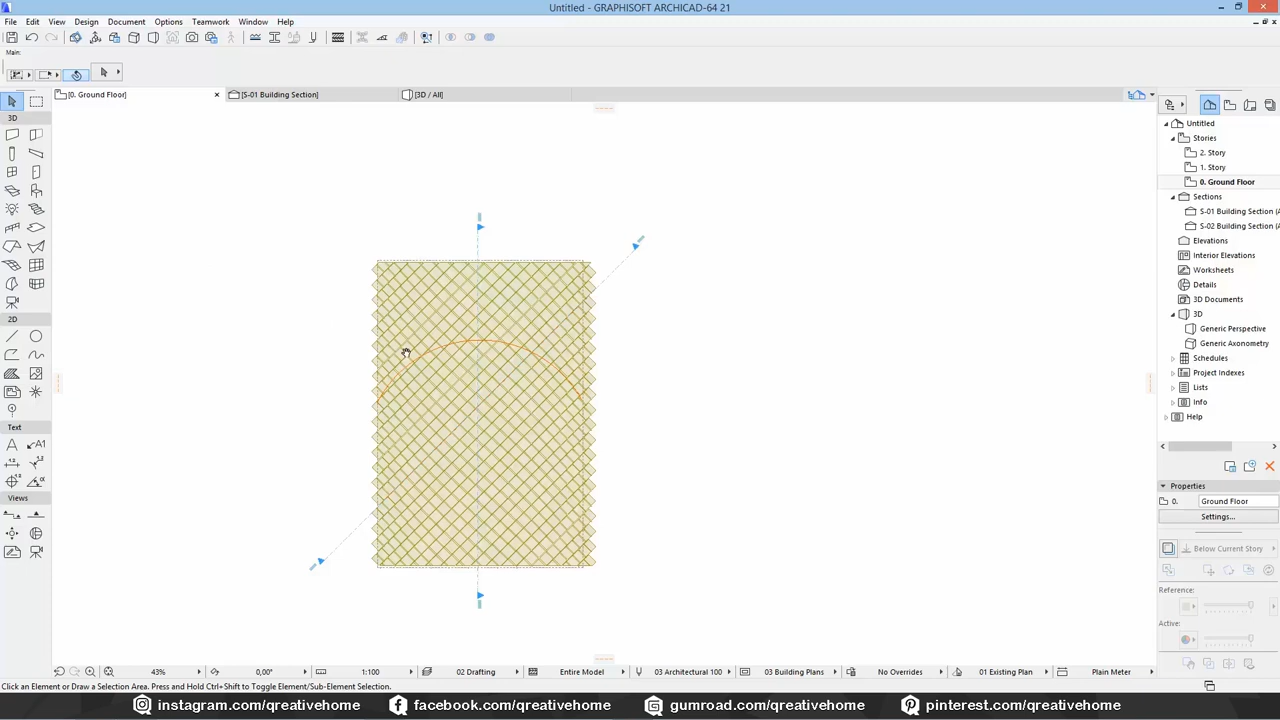 Untitled - GRAPHISOFT ARCHICAD-64 21
File Edit View Design Document Options Teamwork Window Help
Main:
[0. Ground Floor] [S-01 Building Section] [3D / All]
3D
2D
Text
A A1
Views
Untitled
Stories
2. Story
1. Story
0. Ground Floor
Sections
S-01 Building Section (A
S-02 Building Section (A
Elevations
Interior Elevations
Worksheets
Details
3D Documents
3D
Generic Perspective
Generic Axonometry
Schedules
Project Indexes
Lists
Info
Help
Properties
0. Ground Floor
Settings...
Below Current Story
Reference:
Active:
43% 0,00° 1:100 02 Drafting Entire Model 03 Architectural 100 03 Building Plans No Overrides 01 Existing Plan Plain Meter
Click an Element or Draw a Selection Area. Press and Hold Ctrl+Shift to Toggle Element/Sub-Element Selection.
instagram.com/qreativehome facebook.com/qreativehome gumroad.com/qreativehome pinterest.com/qreativehome